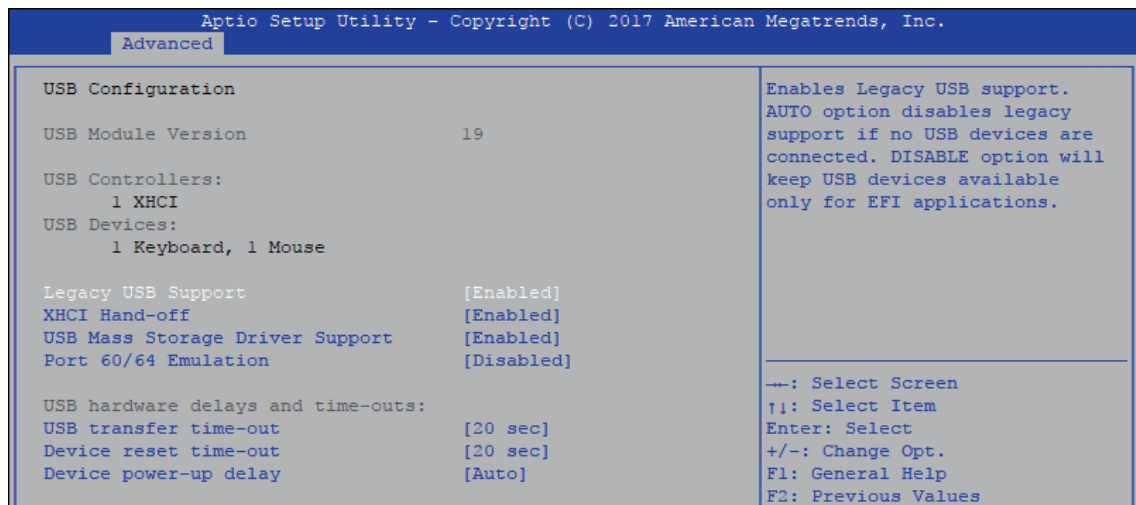 Aptio Setup Utility - Copyright (C) 2017 American Megatrends, Inc.
Advanced
USB Configuration
USB Module Version 19
USB Controllers:
1 XHCI
USB Devices:
1 Keyboard, 1 Mouse
Legacy USB Support [Enabled]
XHCI Hand-off [Enabled]
USB Mass Storage Driver Support [Enabled]
Port 60/64 Emulation [Disabled]
USB hardware delays and time-outs:
USB transfer time-out [20 sec]
Device reset time-out [20 sec]
Device power-up delay [Auto]
Enables Legacy USB support.
AUTO option disables legacy
support if no USB devices are
connected. DISABLE option will
keep USB devices available
only for EFI applications.
→←: Select Screen
↑↓: Select Item
Enter: Select
+/-: Change Opt.
F1: General Help
F2: Previous Values